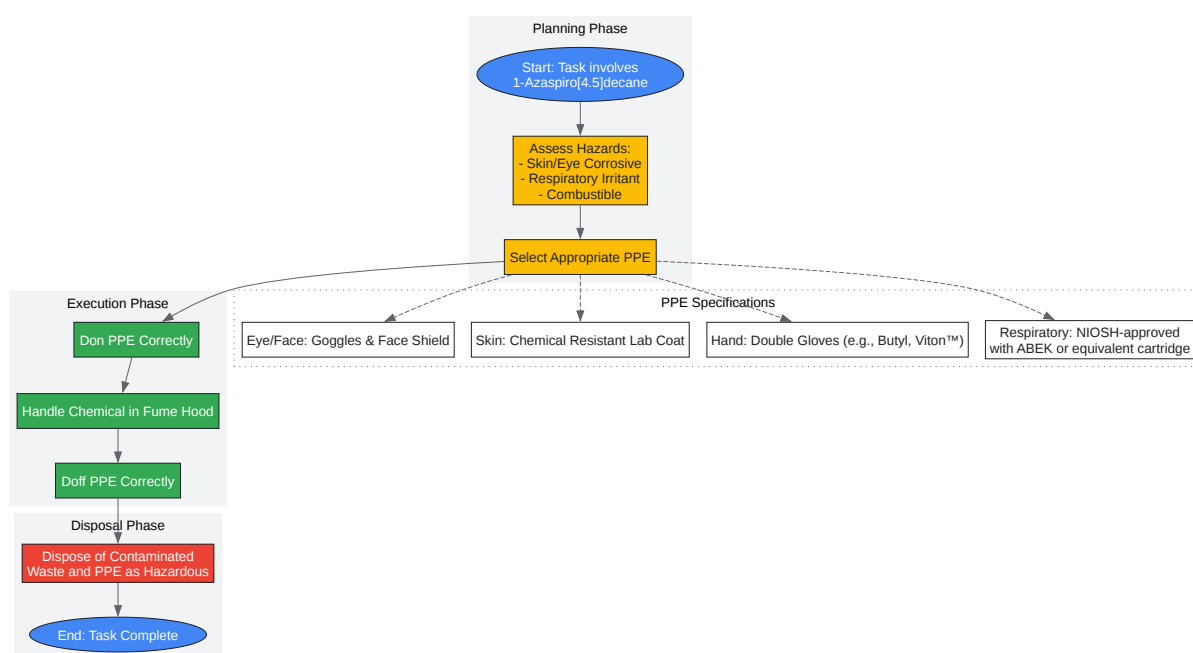 Planning Phase
Start: Task involves
1-Azaspiro[4.5]decane
Assess Hazards:
- Skin/Eye Corrosive
- Respiratory Irritant
- Combustible
Select Appropriate PPE
Execution Phase
PPE Specifications
Don PPE Correctly
Eye/Face: Goggles & Face Shield
Skin: Chemical Resistant Lab Coat
Hand: Double Gloves (e.g., Butyl, Viton™)
Respiratory: NIOSH-approved
with ABEK or equivalent cartridge
Handle Chemical in Fume Hood
Doff PPE Correctly
Disposal Phase
Dispose of Contaminated
Waste and PPE as Hazardous
End: Task Complete